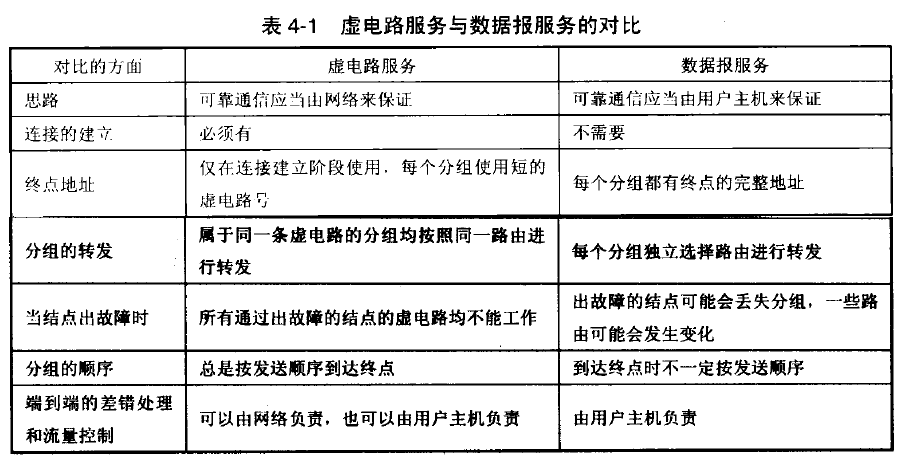 表 4-1 虚电路服务与数据报服务的对比
对比的方面 虚电路服务 数据报服务
思路 可靠通信应当由网络来保证 可靠通信应当由用户主机来保证
连接的建立 必须有 不需要
终点地址 仅在连接建立阶段使用，每个分组使用短的
虚电路号 每个分组都有终点的完整地址
分组的转发 属于同一条虚电路的分组均按照同一路由进
行转发 每个分组独立选择路由进行转发
当结点出故障时 所有通过出故障的结点的虚电路均不能工作 出故障的结点可能会丢失分组，一些路
由可能会发生变化
分组的顺序 总是按发送顺序到达终点 到达终点时不一定按发送顺序
端到端的差错处理
和流量控制 可以由网络负责，也可以由用户主机负责 由用户主机负责